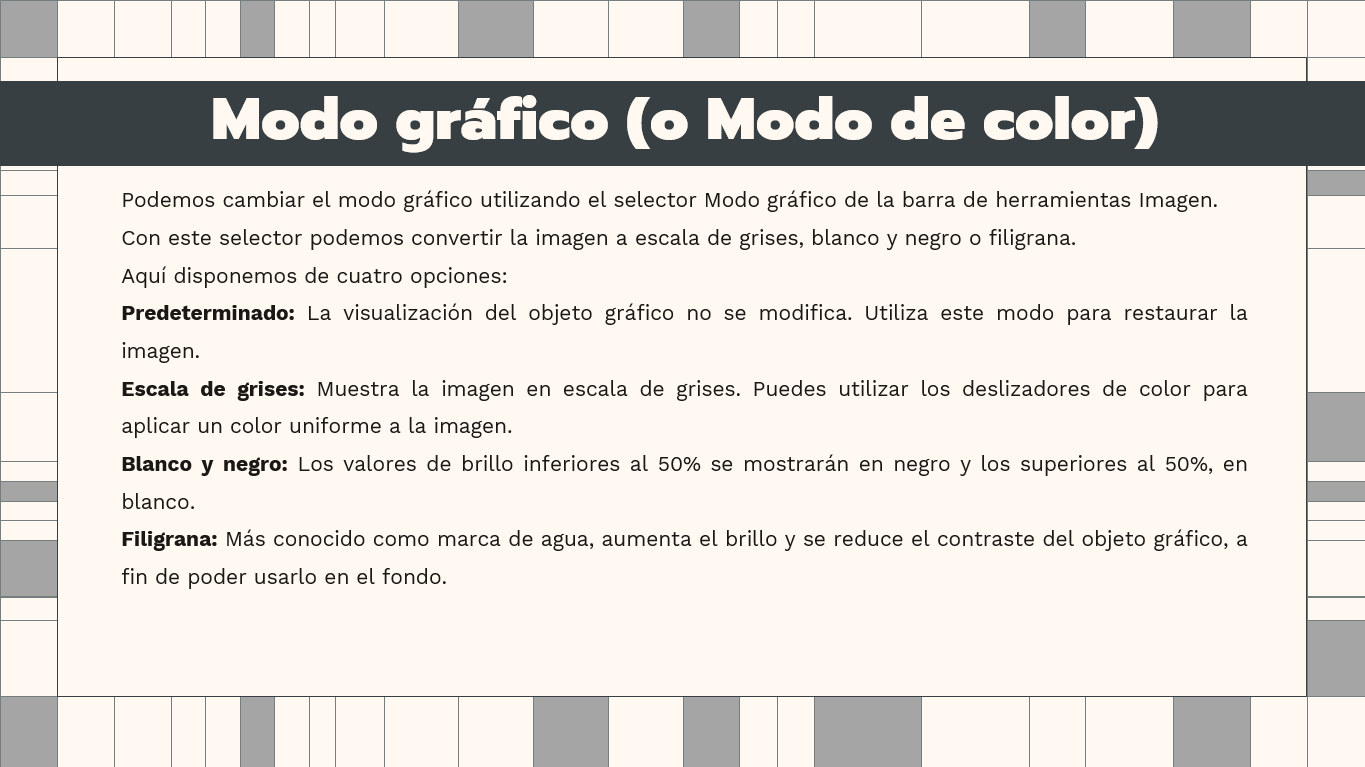 Modo gráfico (o Modo de color)
Podemos cambiar el modo gráfico utilizando el selector Modo gráfico de la barra de herramientas Imagen.
Con este selector podemos convertir la imagen a escala de grises, blanco y negro o filigrana.
Aquí disponemos de cuatro opciones:
Predeterminado: La visualización del objeto gráfico no se modifica. Utiliza este modo para restaurar la
imagen.
Escala de grises: Muestra la imagen en escala de grises. Puedes utilizar los deslizadores de color para
aplicar un color uniforme a la imagen.
Blanco y negro: Los valores de brillo inferiores al 50% se mostrarán en negro y los superiores al 50%, en
blanco.
Filigrana: Más conocido como marca de agua, aumenta el brillo y se reduce el contraste del objeto gráfico, a
fin de poder usarlo en el fondo.